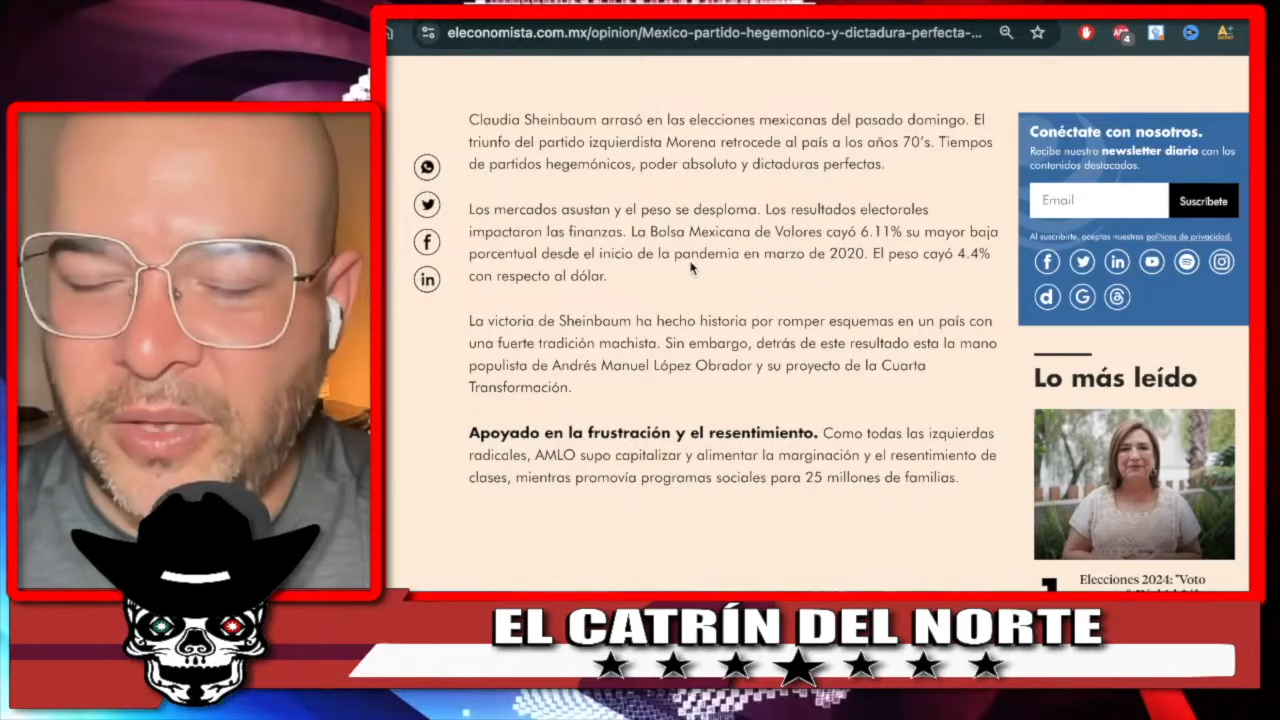 eleconomista.com.mx/opinion/Mexico-partido-hegemonico-y-dictadura-perfecta-...
4
Claudia Sheinbaum arrasó en las elecciones mexicanas del pasado domingo. El
triunfo del partido izquierdista Morena retrocede al país a los años 70's. Tiempos
de partidos hegemónicos, poder absoluto y dictaduras perfectas.
Los mercados asustan y el peso se desploma. Los resultados electorales
impactaron las finanzas. La Bolsa Mexicana de Valores cayó 6.11% su mayor baja
porcentual desde el inicio de la pandemia en marzo de 2020. El peso cayó 4.4%
con respecto al dólar.
La victoria de Sheinbaum ha hecho historia por romper esquemas en un país con
una fuerte tradición machista. Sin embargo, detrás de este resultado esta la mano
populista de Andrés Manuel López Obrador y su proyecto de la Cuarta
Transformación.
Apoyado en la frustración y el resentimiento. Como todas las izquierdas
radicales, AMLO supo capitalizar y alimentar la marginación y el resentimiento de
clases, mientras promovía programas sociales para 25 millones de familias.
Conéctate con nosotros.
Recibe nuestro newsletter diario con los
contenidos destacados.
Email
Suscríbete
Al suscribirte, aceptas nuestras políticas de privacidad.
Lo más leído
Elecciones 2024: "Voto
EL CATRÍN DEL NORTE